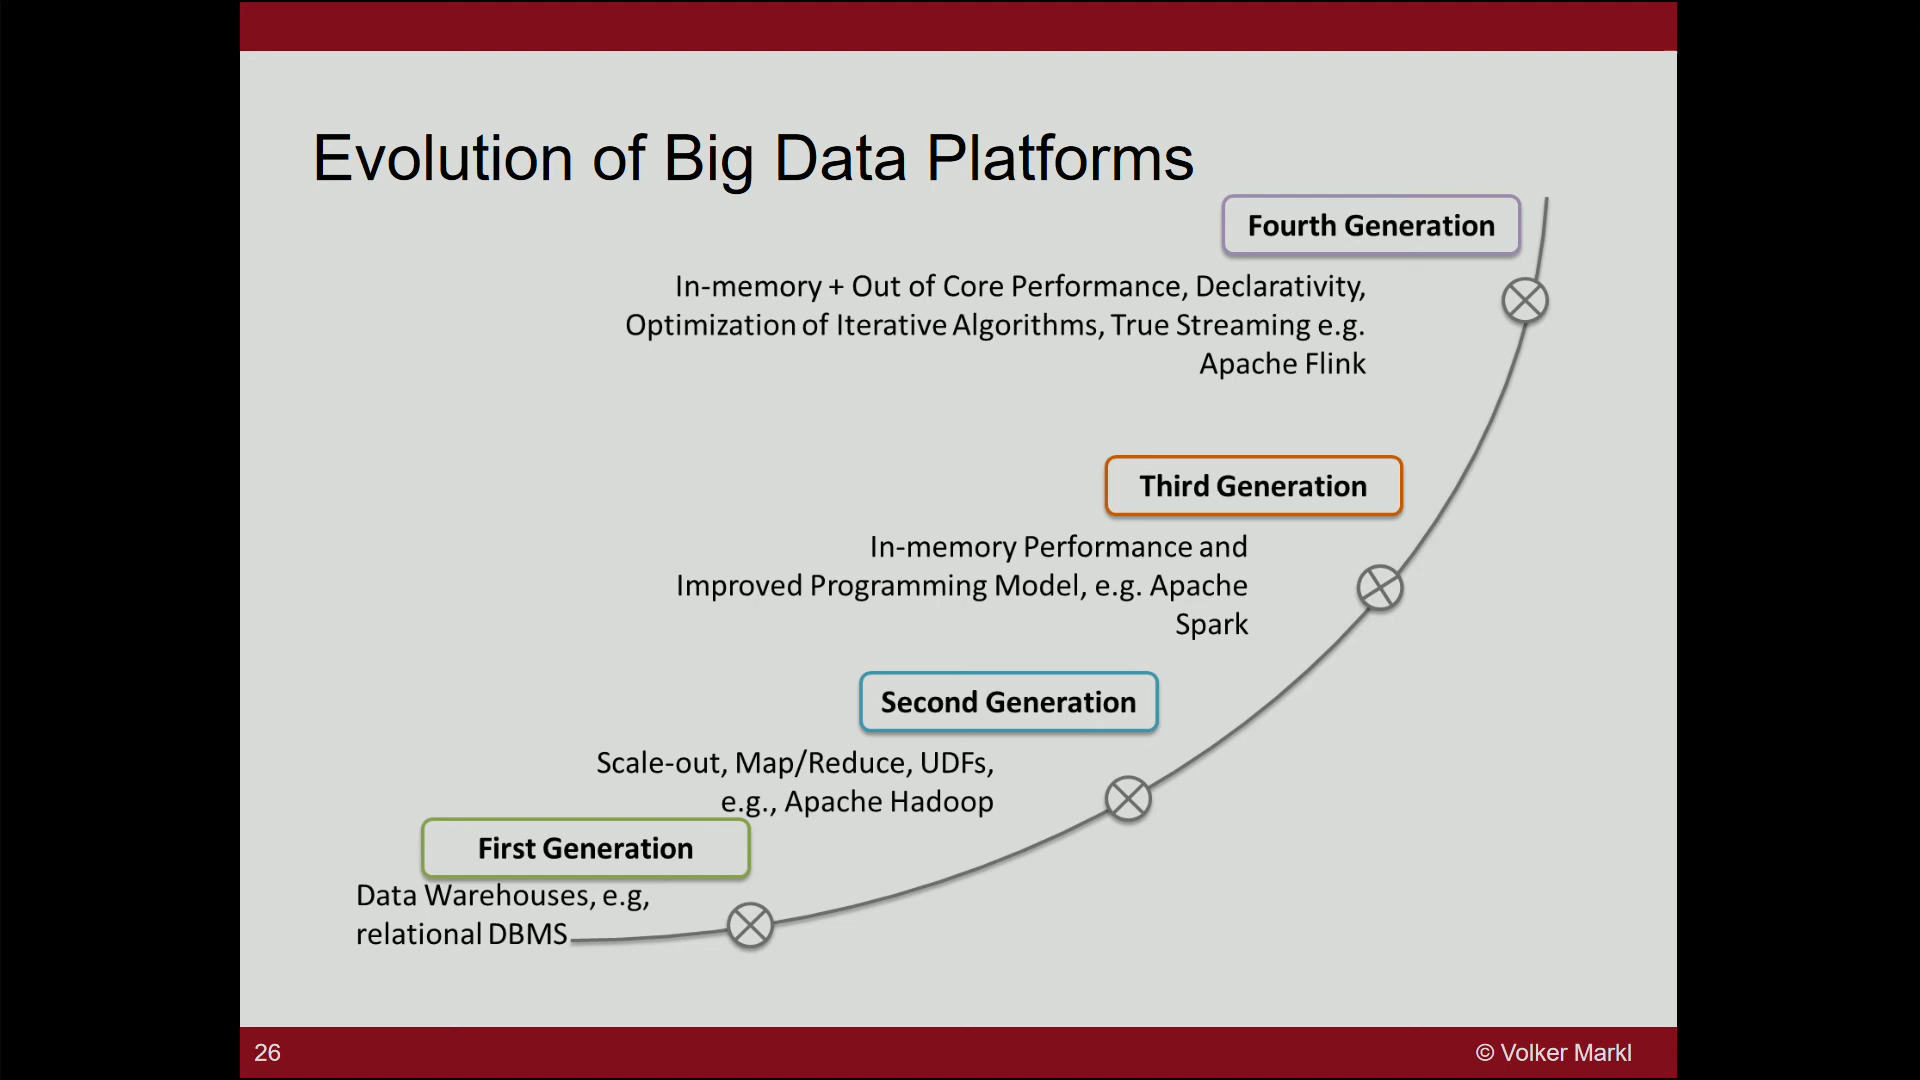 Evolution of Big Data Platforms
Fourth Generation
In-memory + Out of Core Performance, Declarativity,
Optimization of Iterative Algorithms, True Streaming e.g.
Apache Flink
Third Generation
In-memory Performance and
Improved Programming Model, e.g. Apache
Spark
Second Generation
Scale-out, Map/Reduce, UDFs,
e.g., Apache Hadoop
First Generation
Data Warehouses, e.g,
relational DBMS
26
© Volker Markl